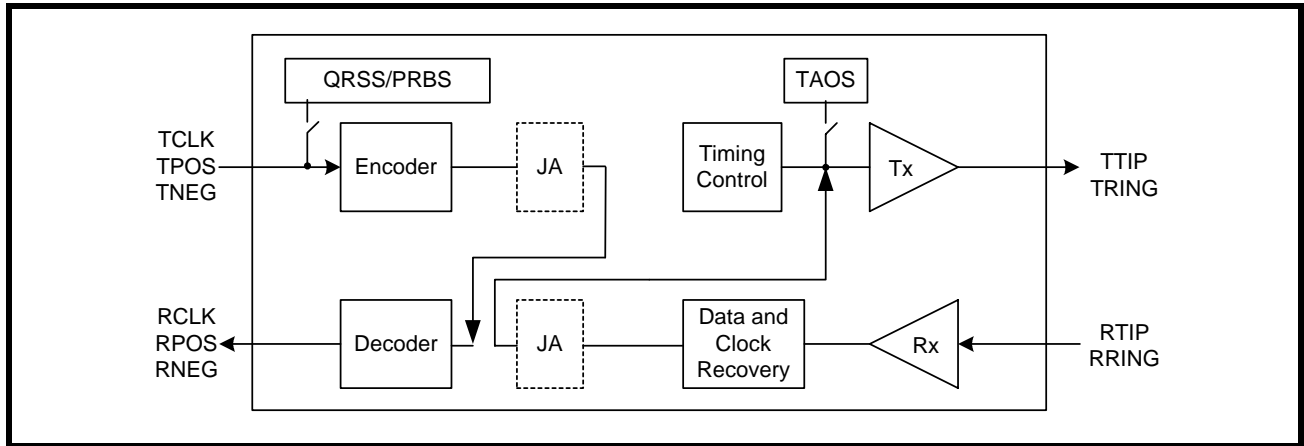 QRSS/PRBS
TAOS
TCLK
TPOS
TNEG
Encoder
JA
Timing
Control
Tx
TTIP
TRING
RCLK
RPOS
RNEG
Decoder
JA
Data and
Clock
Recovery
Rx
RTIP
RRING